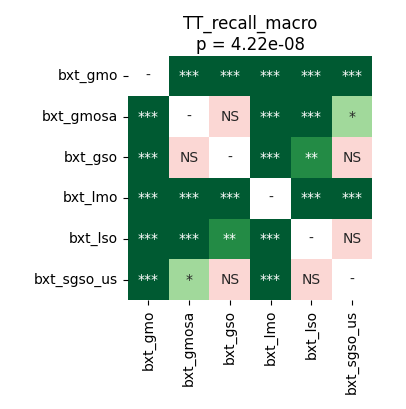 TT_recall_macro
p = 4.22e-08
bxt_gmo - *** *** *** *** ***
bxt_gmosa *** - NS *** *** *
bxt_gso *** NS - *** ** NS
bxt_lmo *** *** *** - *** ***
bxt_lso *** *** ** *** - NS
bxt_sgso_us *** * NS *** NS -
bxt_gmo
bxt_gmosa
bxt_gso
bxt_lmo
bxt_lso
bxt_sgso_us